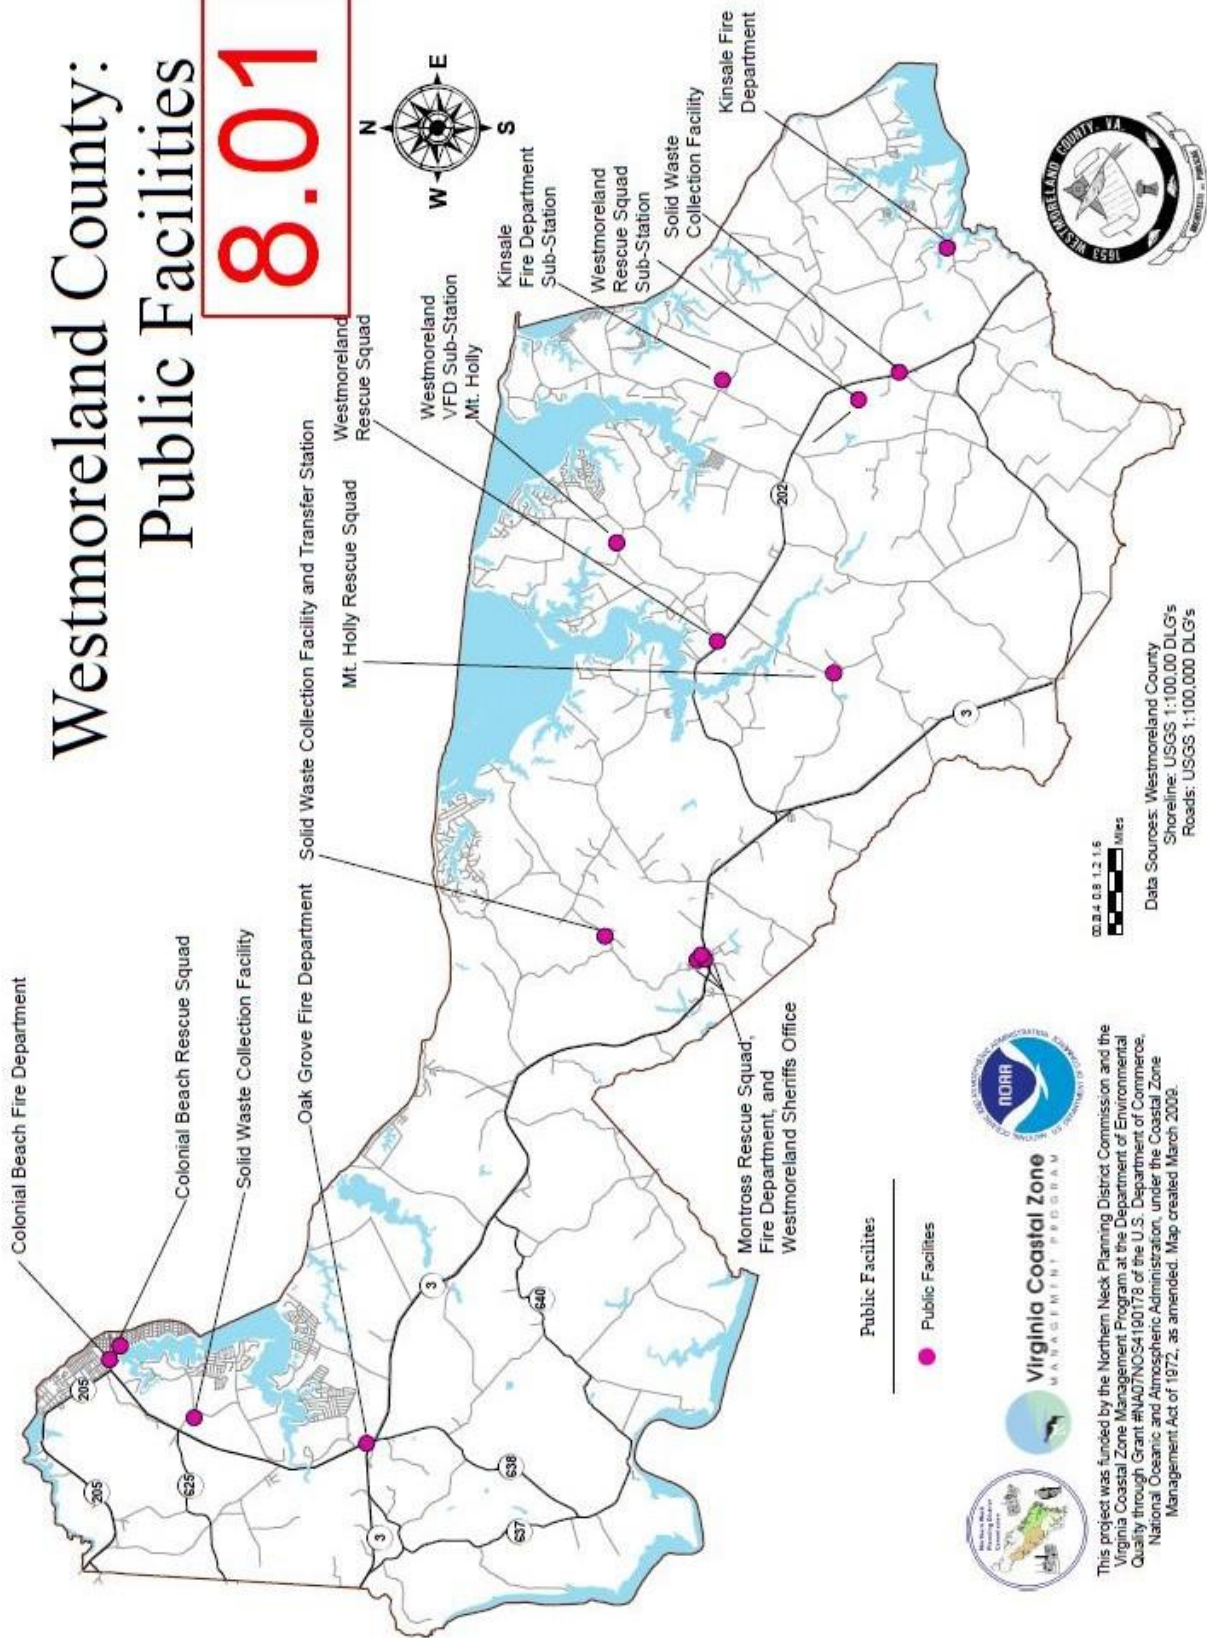 Westmoreland County:
Public Facilities
8.01
N
W
E
S
Colonial Beach Fire Department
Colonial Beach Rescue Squad
Solid Waste Collection Facility
Oak Grove Fire Department
Solid Waste Collection Facility and Transfer Station
Mt. Holly Rescue Squad
Westmoreland
Rescue Squad
Westmoreland
VFD Sub-Station
Mt. Holly
Kinsale
Fire Department
Sub-Station
Westmoreland
Rescue Squad
Sub-Station
Solid Waste
Collection Facility
Kinsale Fire
Department
205
205
625
3
637
638
3
640
3
202
Montross Rescue Squad,
Fire Department, and
Westmoreland Sheriffs Office
Public Facilites
Public Facilites
Miles
Data Sources: Westmoreland County
Shoreline: USGS 1:100,00 DLG's
Roads: USGS 1:100,000 DLG's
1653 WESTMORELAND COUNTY, VA.
NOAA
Virginia Coastal Zone
MANAGEMENT PROGRAM
This project was funded by the Northern Neck Planning District Commission and the
Virginia Coastal Zone Management Program at the Department of Environmental
Quality through Grant #NA07NOS4190178 of the U.S. Department of Commerce,
National Oceanic and Atmospheric Administration, under the Coastal Zone
Management Act of 1972, as amended. Map created March 2009.